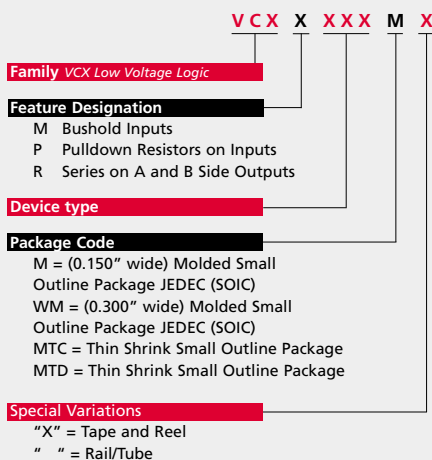 V C X X X X X M X
Family VCX Low Voltage Logic
Feature Designation
M Bushold Inputs
P Pulldown Resistors on Inputs
R Series on A and B Side Outputs
Device type
Package Code
M = (0.150” wide) Molded Small
Outline Package JEDEC (SOIC)
WM = (0.300” wide) Molded Small
Outline Package JEDEC (SOIC)
MTC = Thin Shrink Small Outline Package
MTD = Thin Shrink Small Outline Package
Special Variations
“X” = Tape and Reel
“ “ = Rail/Tube